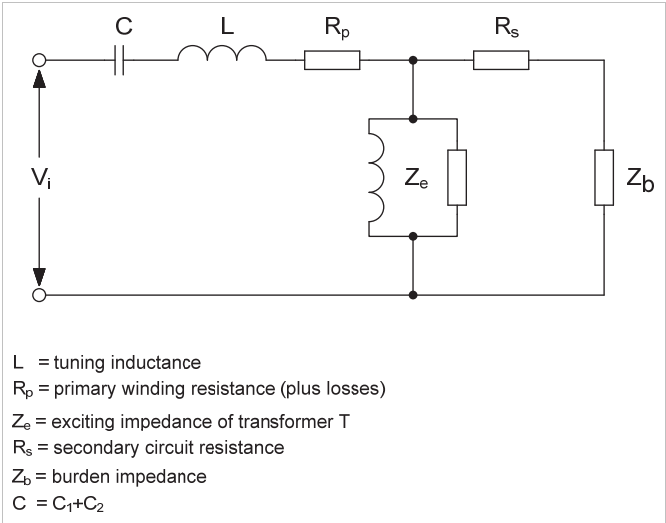 C L Rp Rs
Vi Ze Zb
L = tuning inductance
Rp = primary winding resistance (plus losses)
Ze = exciting impedance of transformer T
Rs = secondary circuit resistance
Zb = burden impedance
C = C1+C2